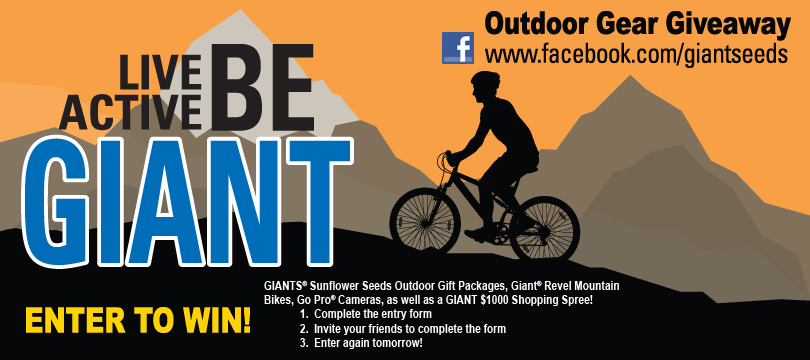 LIVE
ACTIVE
BE
GIANT
f
Outdoor Gear Giveaway
www.facebook.com/giantseeds
GIANTS® Sunflower Seeds Outdoor Gift Packages, Giant® Revel Mountain
Bikes, Go Pro® Cameras, as well as a GIANT $1000 Shopping Spree!
1. Complete the entry form
2. Invite your friends to complete the form
3. Enter again tomorrow!
ENTER TO WIN!